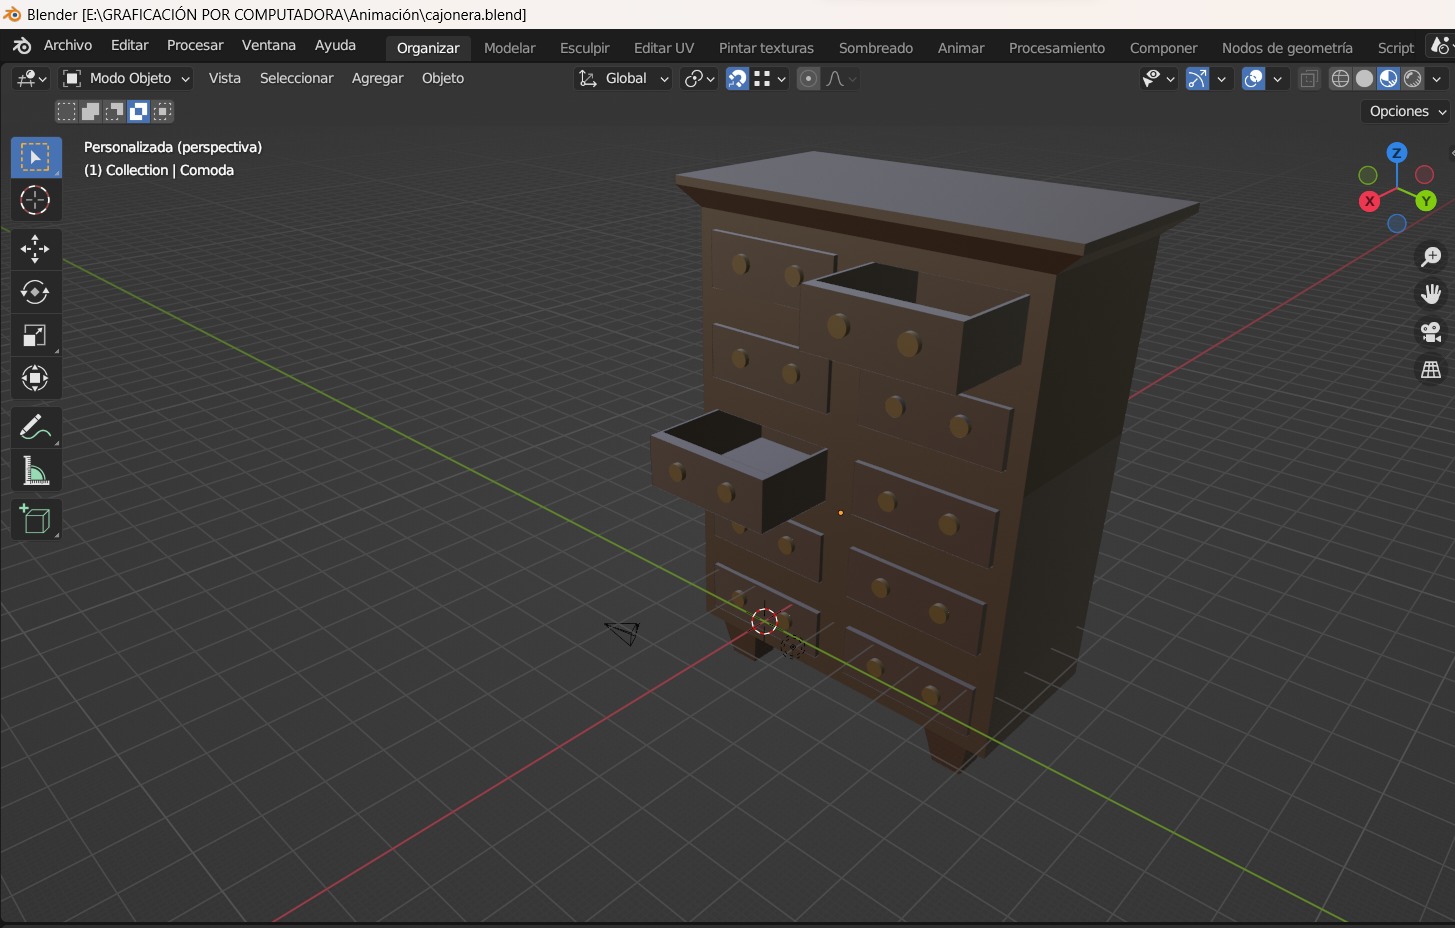 Blender [E:\GRAFICACIÓN POR COMPUTADORA\Animación\cajonera.blend]
Archivo Editar Procesar Ventana Ayuda Organizar Modelar Esculpir Editar UV Pintar texturas Sombreado Animar Procesamiento Componer Nodos de geometría Script
Modo Objeto Vista Seleccionar Agregar Objeto Global
Opciones
Personalizada (perspectiva)
(1) Collection | Comoda
Z
X Y